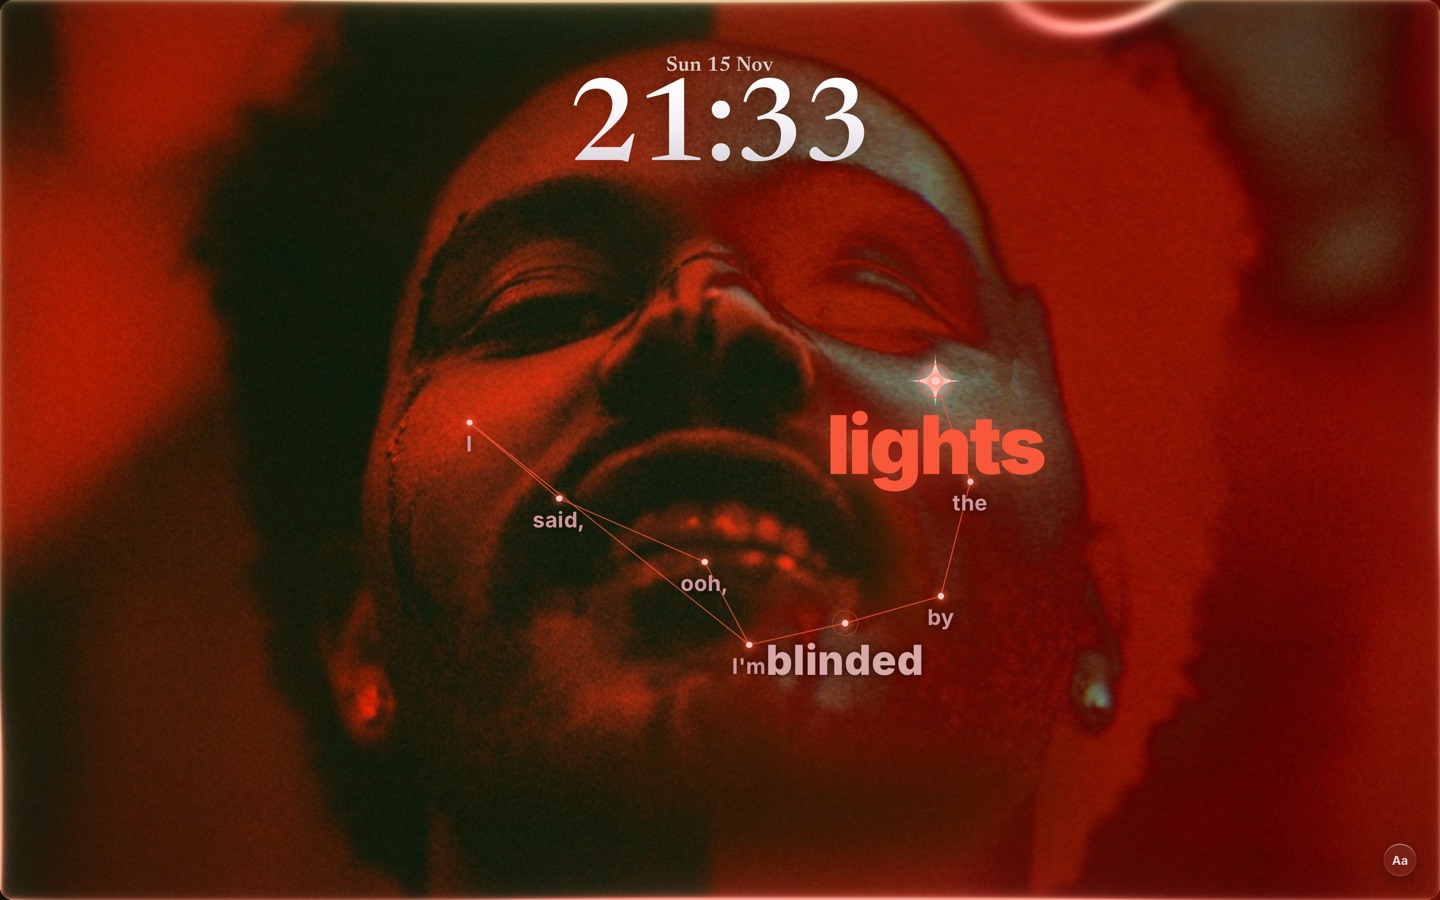 Sun 15 Nov
21:33
I
said,
ooh,
I'm
blinded
by
the
lights
Aa